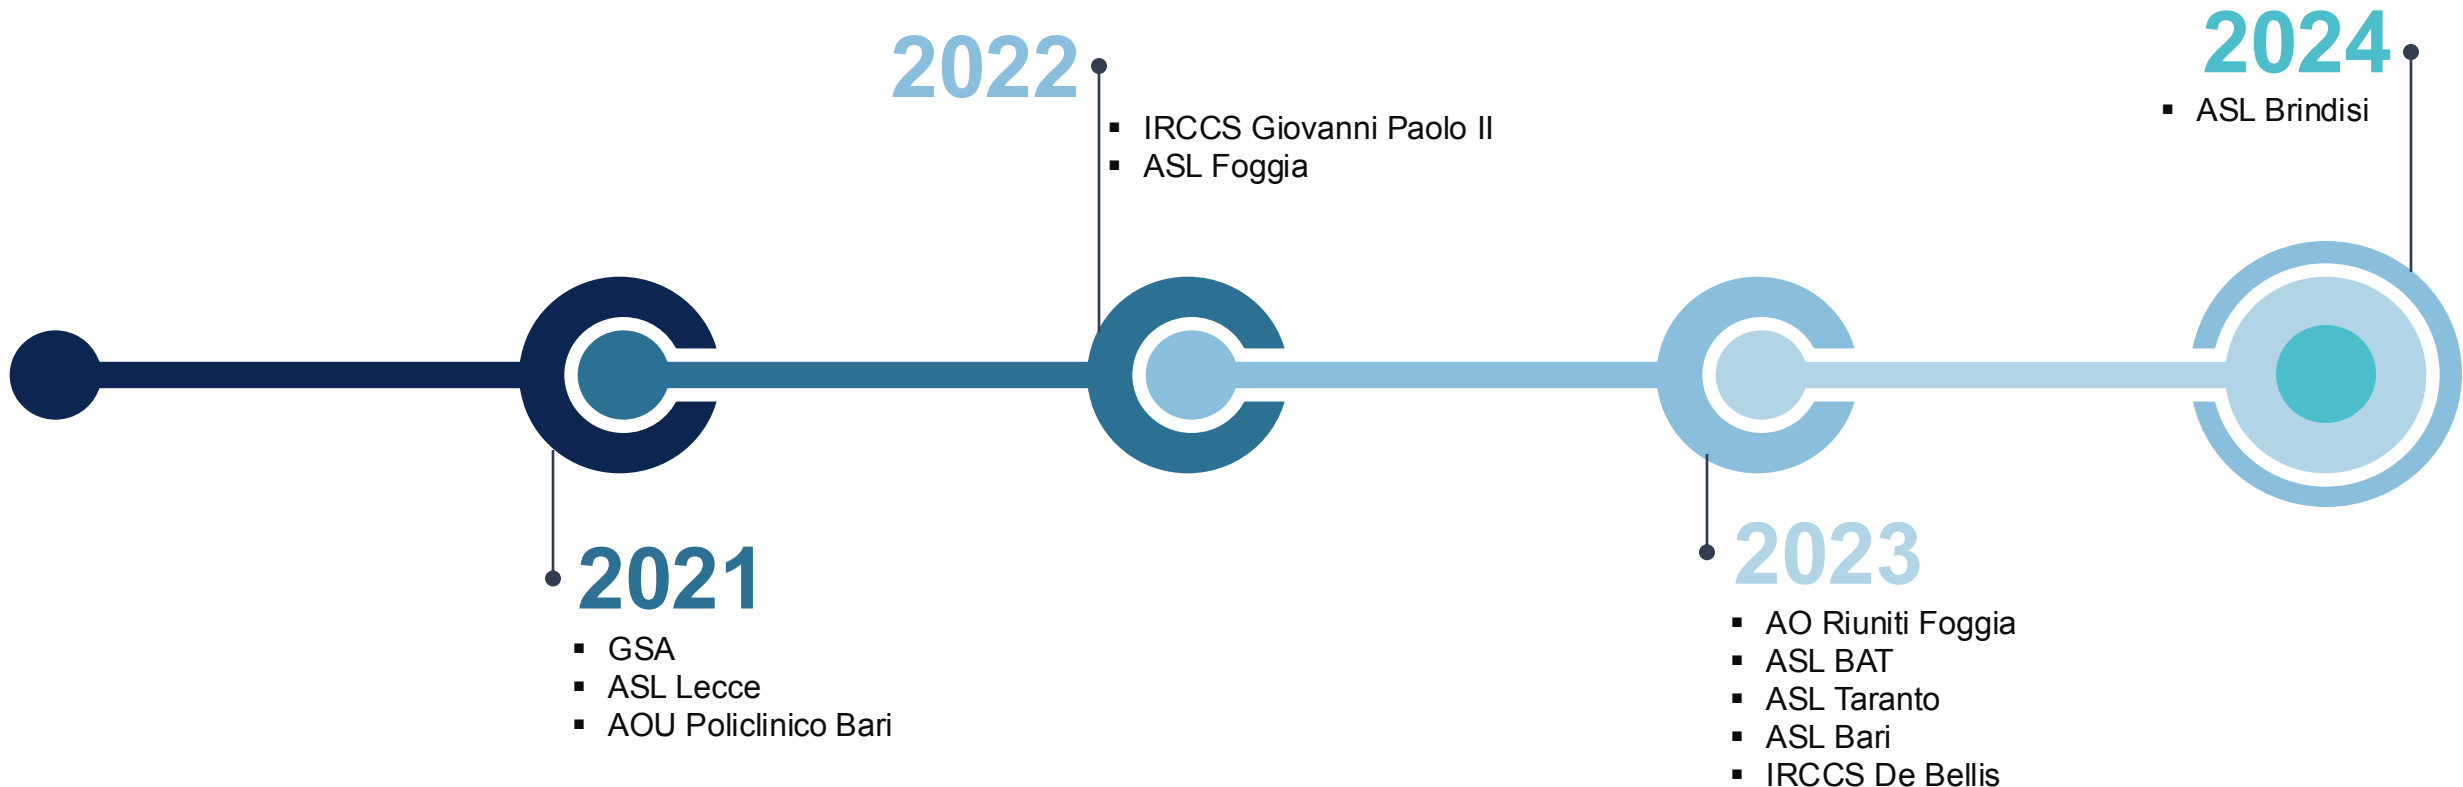 2021
▪ GSA
▪ ASL Lecce
▪ AOU Policlinico Bari
2022
▪ IRCCS Giovanni Paolo II
▪ ASL Foggia
2023
▪ AO Riuniti Foggia
▪ ASL BAT
▪ ASL Taranto
▪ ASL Bari
▪ IRCCS De Bellis
2024
▪ ASL Brindisi